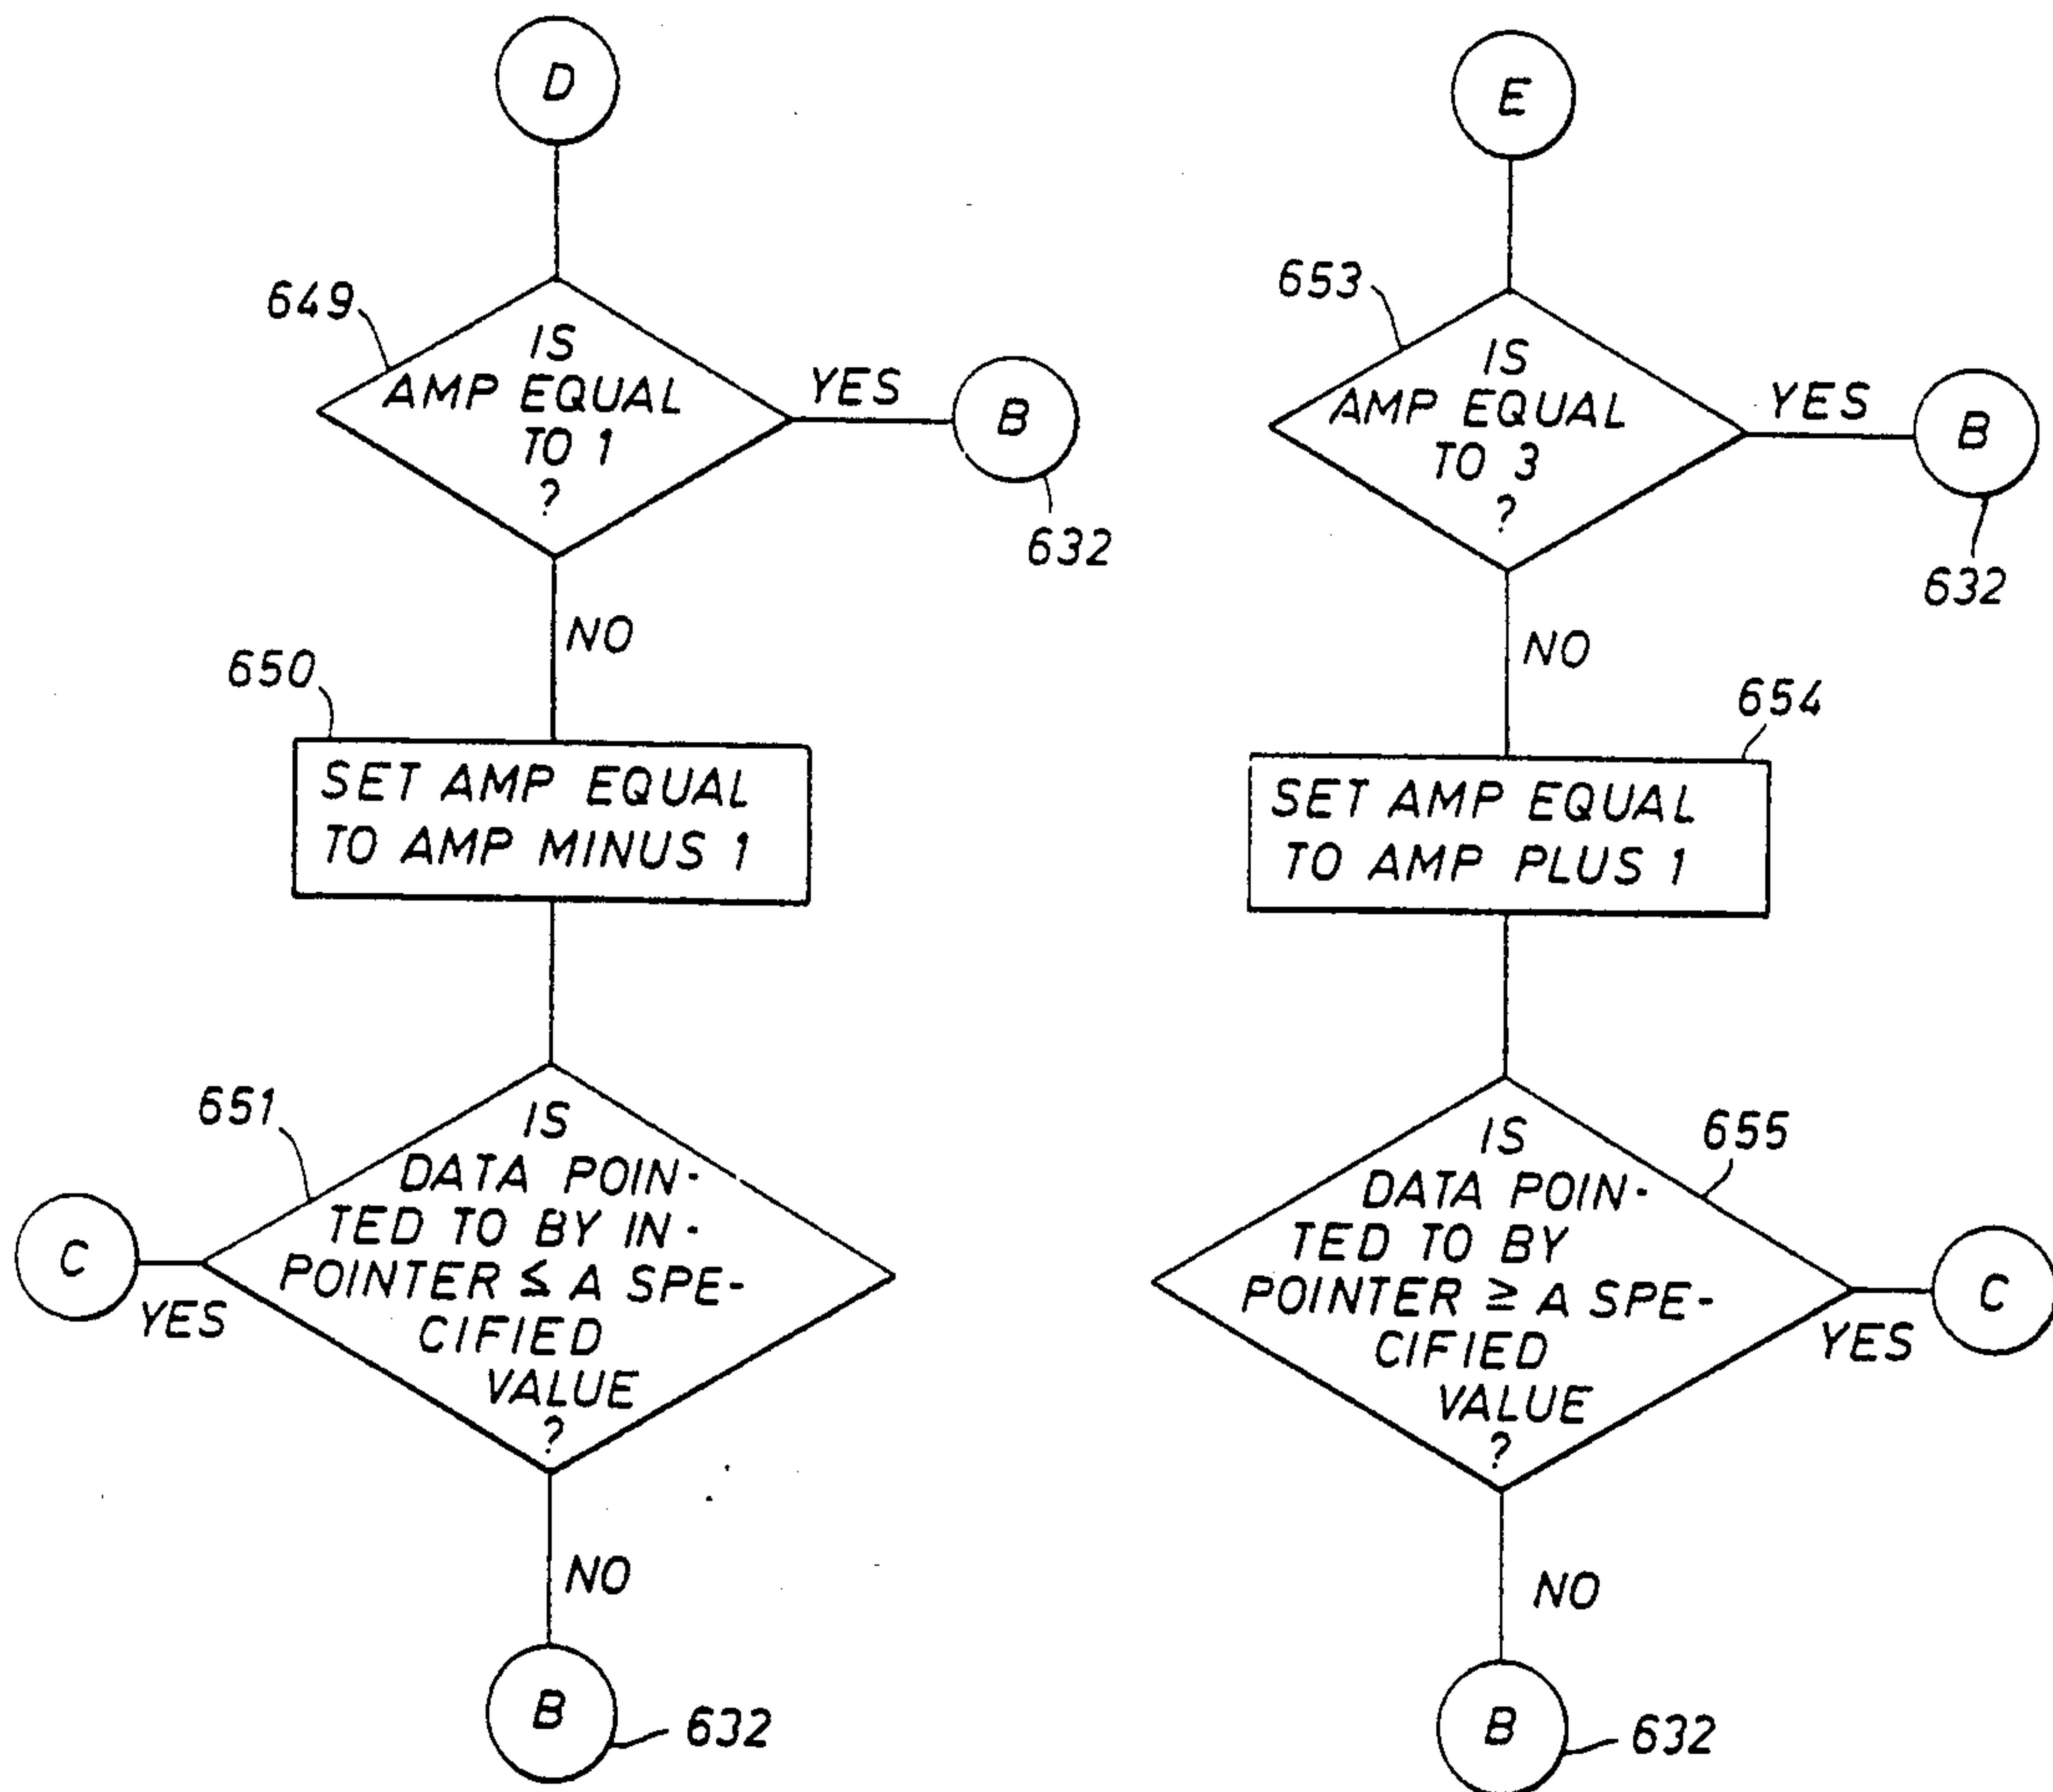 D
649
IS
AMP EQUAL
TO 1
?
YES
B
632
NO
650
SET AMP EQUAL
TO AMP MINUS 1
651
IS
DATA POIN-
TED TO BY IN-
POINTER ≤ A SPE-
CIFIED
VALUE
?
C
YES
NO
B
632
E
653
IS
AMP EQUAL
TO 3
?
YES
B
632
NO
654
SET AMP EQUAL
TO AMP PLUS 1
655
IS
DATA POIN-
TED TO BY
POINTER ≥ A SPE-
CIFIED
VALUE
?
C
YES
NO
B
632